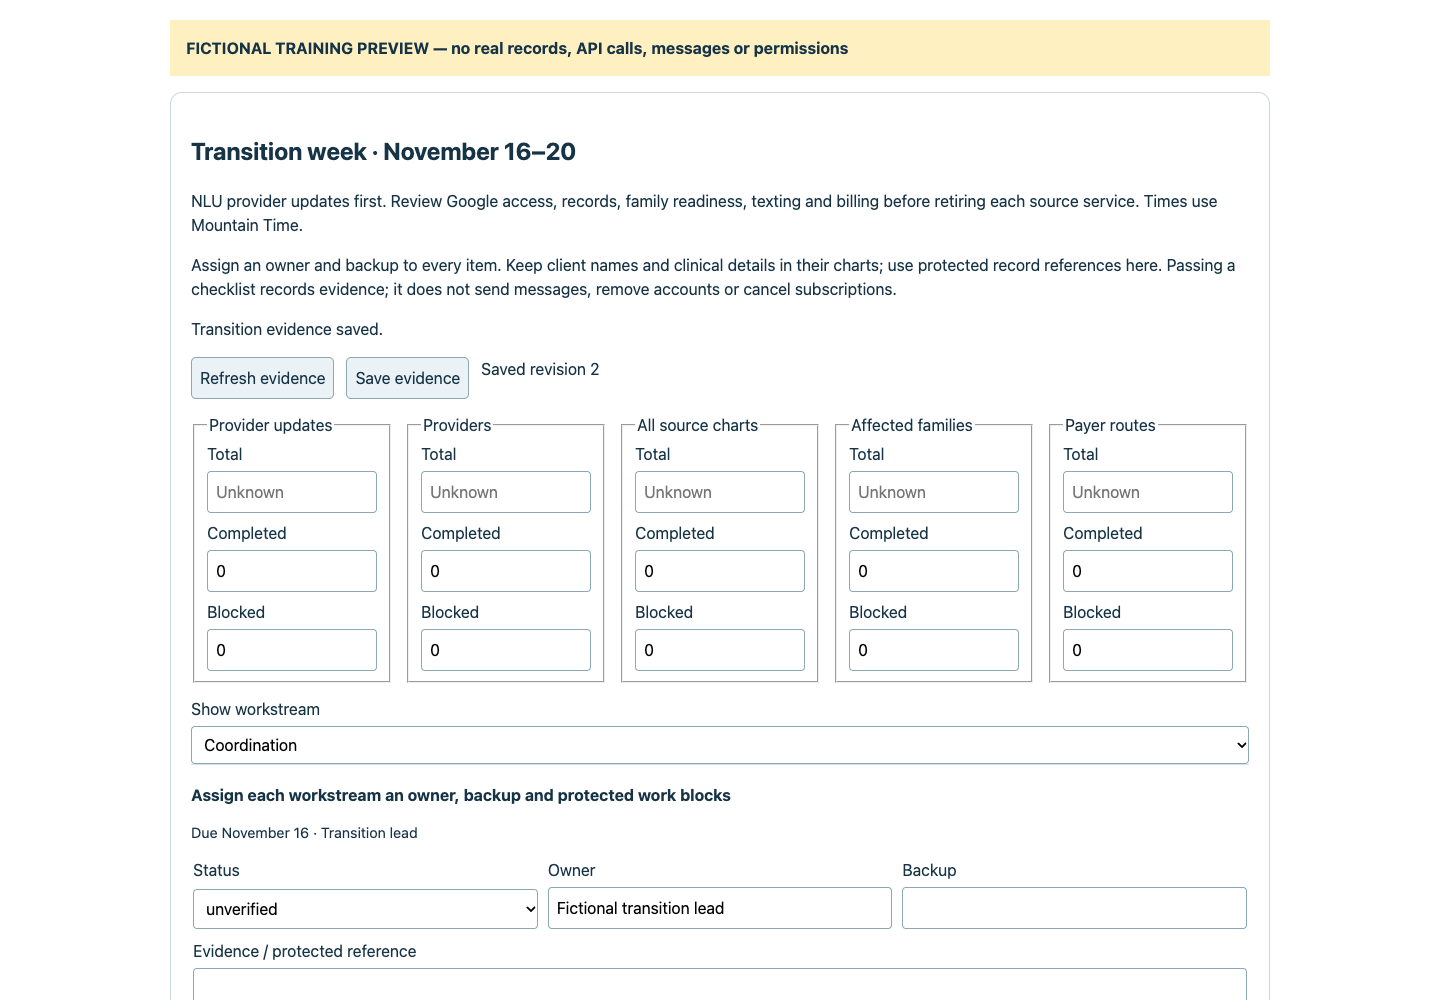 FICTIONAL TRAINING PREVIEW — no real records, API calls, messages or permissions
Transition week · November 16–20
NLU provider updates first. Review Google access, records, family readiness, texting and billing before retiring each source service. Times use
Mountain Time.
Assign an owner and backup to every item. Keep client names and clinical details in their charts; use protected record references here. Passing a
checklist records evidence; it does not send messages, remove accounts or cancel subscriptions.
Transition evidence saved.
Refresh evidence Save evidence Saved revision 2
Provider updates Providers All source charts Affected families Payer routes
Total Total Total Total Total
Unknown Unknown Unknown Unknown Unknown
Completed Completed Completed Completed Completed
0 0 0 0 0
Blocked Blocked Blocked Blocked Blocked
0 0 0 0 0
Show workstream
Coordination
Assign each workstream an owner, backup and protected work blocks
Due November 16 · Transition lead
Status Owner Backup
unverified Fictional transition lead
Evidence / protected reference